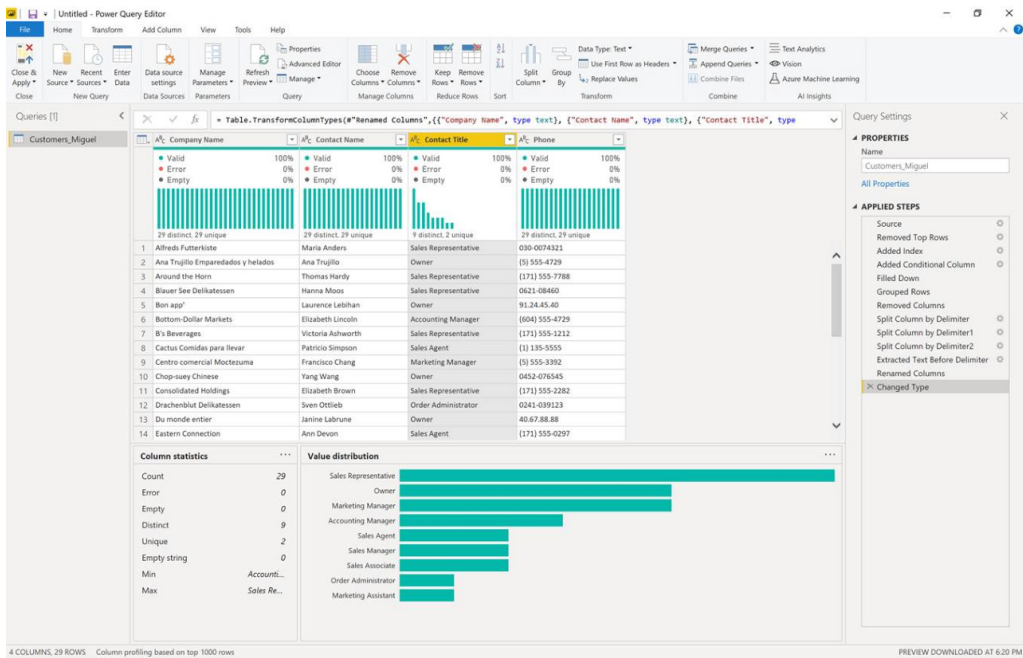 Untitled - Power Query Editor
File Home Transform Add Column View Tools Help
Close & Apply
New Source
Recent Sources
Enter Data
Data source settings
Manage Parameters
Refresh Preview
Properties
Advanced Editor
Manage
Choose Columns
Remove Columns
Keep Rows
Remove Rows
Split Column
Group By
Data Type: Text
Use First Row as Headers
Replace Values
Merge Queries
Append Queries
Combine Files
Text Analytics
Vision
Azure Machine Learning
Close New Query Data Sources Parameters Query Manage Columns Reduce Rows Sort Transform Combine AI Insights
Queries [1]
Customers_Miguel
fx = Table.TransformColumnTypes(#"Renamed Columns",{{"Company Name", type text}, {"Contact Name", type text}, {"Contact Title", type
ABC Company Name ABC Contact Name ABC Contact Title ABC Phone
Valid 100% Valid 100% Valid 100% Valid 100%
Error 0% Error 0% Error 0% Error 0%
Empty 0% Empty 0% Empty 0% Empty 0%
29 distinct, 29 unique 29 distinct, 29 unique 9 distinct, 2 unique 29 distinct, 29 unique
1 Alfreds Futterkiste Maria Anders Sales Representative 030-0074321
2 Ana Trujillo Emparedados y helados Ana Trujillo Owner (5) 555-4729
3 Around the Horn Thomas Hardy Sales Representative (171) 555-7788
4 Blauer See Delikatessen Hanna Moos Sales Representative 0621-08460
5 Bon app' Laurence Lebihan Owner 91.24.45.40
6 Bottom-Dollar Markets Elizabeth Lincoln Accounting Manager (604) 555-4729
7 B's Beverages Victoria Ashworth Sales Representative (171) 555-1212
8 Cactus Comidas para llevar Patricio Simpson Sales Agent (1) 135-5555
9 Centro comercial Moctezuma Francisco Chang Marketing Manager (5) 555-3392
10 Chop-suey Chinese Yang Wang Owner 0452-076545
11 Consolidated Holdings Elizabeth Brown Sales Representative (171) 555-2282
12 Drachenblut Delikatessen Sven Ottlieb Order Administrator 0241-039123
13 Du monde entier Janine Labrune Owner 40.67.88.88
14 Eastern Connection Ann Devon Sales Agent (171) 555-0297
Column statistics
Count 29
Error 0
Empty 0
Distinct 9
Unique 2
Empty string 0
Min Accounti...
Max Sales Re...
Value distribution
Sales Representative
Owner
Marketing Manager
Accounting Manager
Sales Agent
Sales Manager
Sales Associate
Order Administrator
Marketing Assistant
Query Settings
PROPERTIES
Name
Customers_Miguel
All Properties
APPLIED STEPS
Source
Removed Top Rows
Added Index
Added Conditional Column
Filled Down
Grouped Rows
Removed Columns
Split Column by Delimiter
Split Column by Delimiter1
Split Column by Delimiter2
Extracted Text Before Delimiter
Renamed Columns
Changed Type
4 COLUMNS, 29 ROWS Column profiling based on top 1000 rows
PREVIEW DOWNLOADED AT 6:20 PM